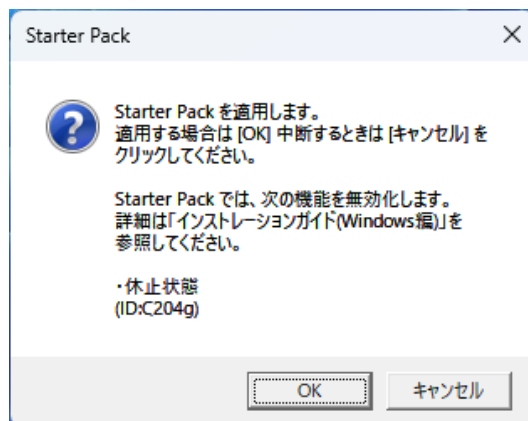 Starter Pack
Starter Pack を適用します。
適用する場合は [OK] 中断するときは [キャンセル] を
クリックしてください。
Starter Pack では、次の機能を無効化します。
詳細は「インストレーションガイド(Windows編)」を
参照してください。
・休止状態
(ID:C204g)
OK
キャンセル